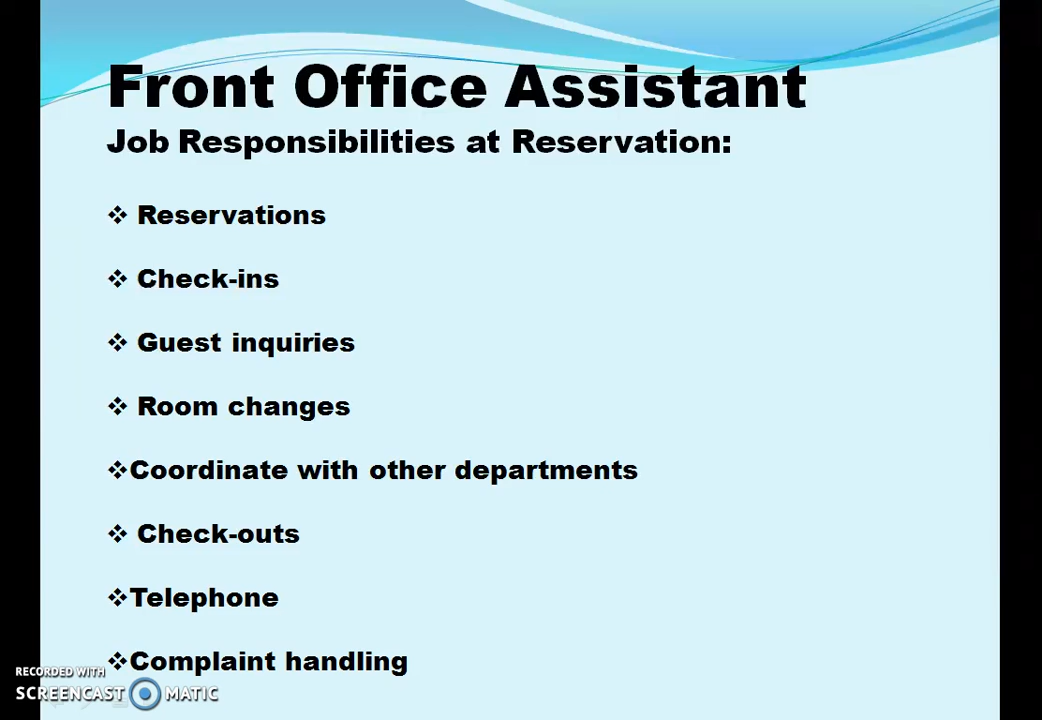 Front Office Assistant
Job Responsibilities at Reservation:
❖ Reservations
❖ Check-ins
❖ Guest inquiries
❖ Room changes
❖Coordinate with other departments
❖ Check-outs
❖Telephone
❖Complaint handling
RECORDED WITH
SCREENCAST MATIC